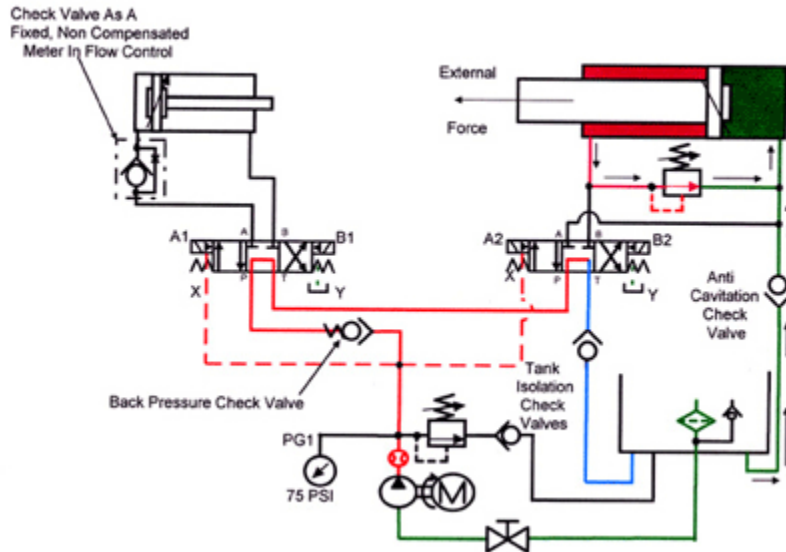 Check Valve As A
Fixed, Non Compensated
Meter In Flow Control
External
Force
A1
A
B
B1
A2
A
B
B2
X
P
T
Y
X
P
T
Y
Anti
Cavitation
Check
Valve
Back Pressure Check Valve
Tank
Isolation
Check
Valves
PG1
75 PSI
M